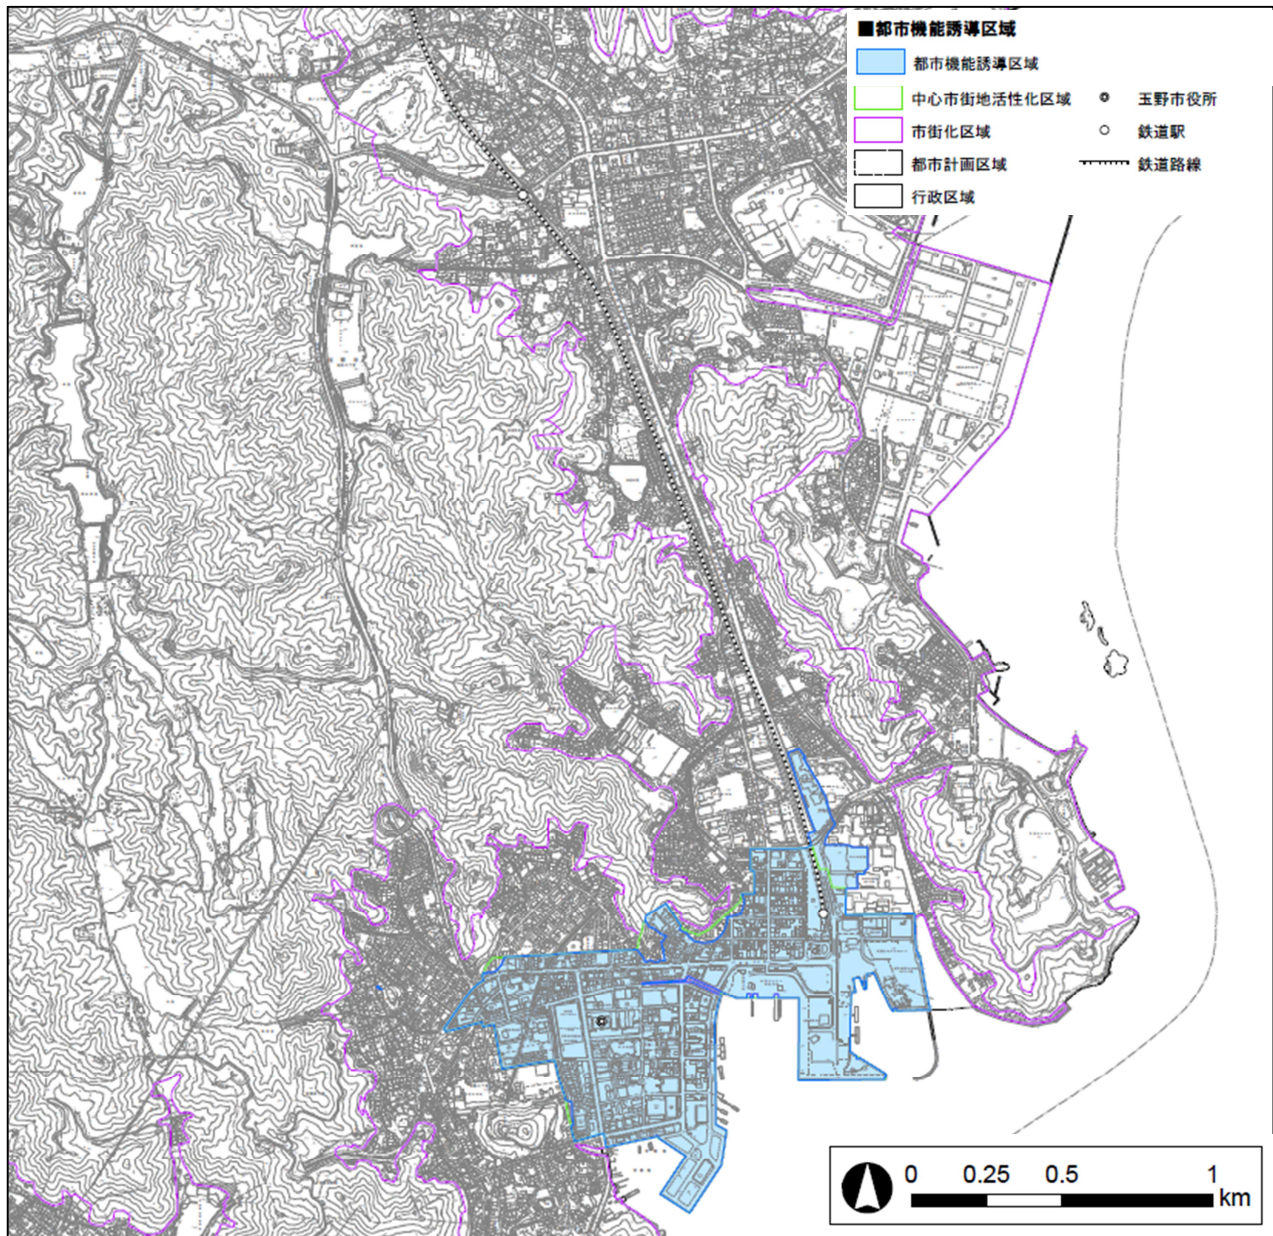 ■都市機能誘導区域
都市機能誘導区域
中心市街地活性化区域
玉野市役所
市街化区域
鉄道駅
都市計画区域
鉄道路線
行政区域
0 0.25 0.5 1
km